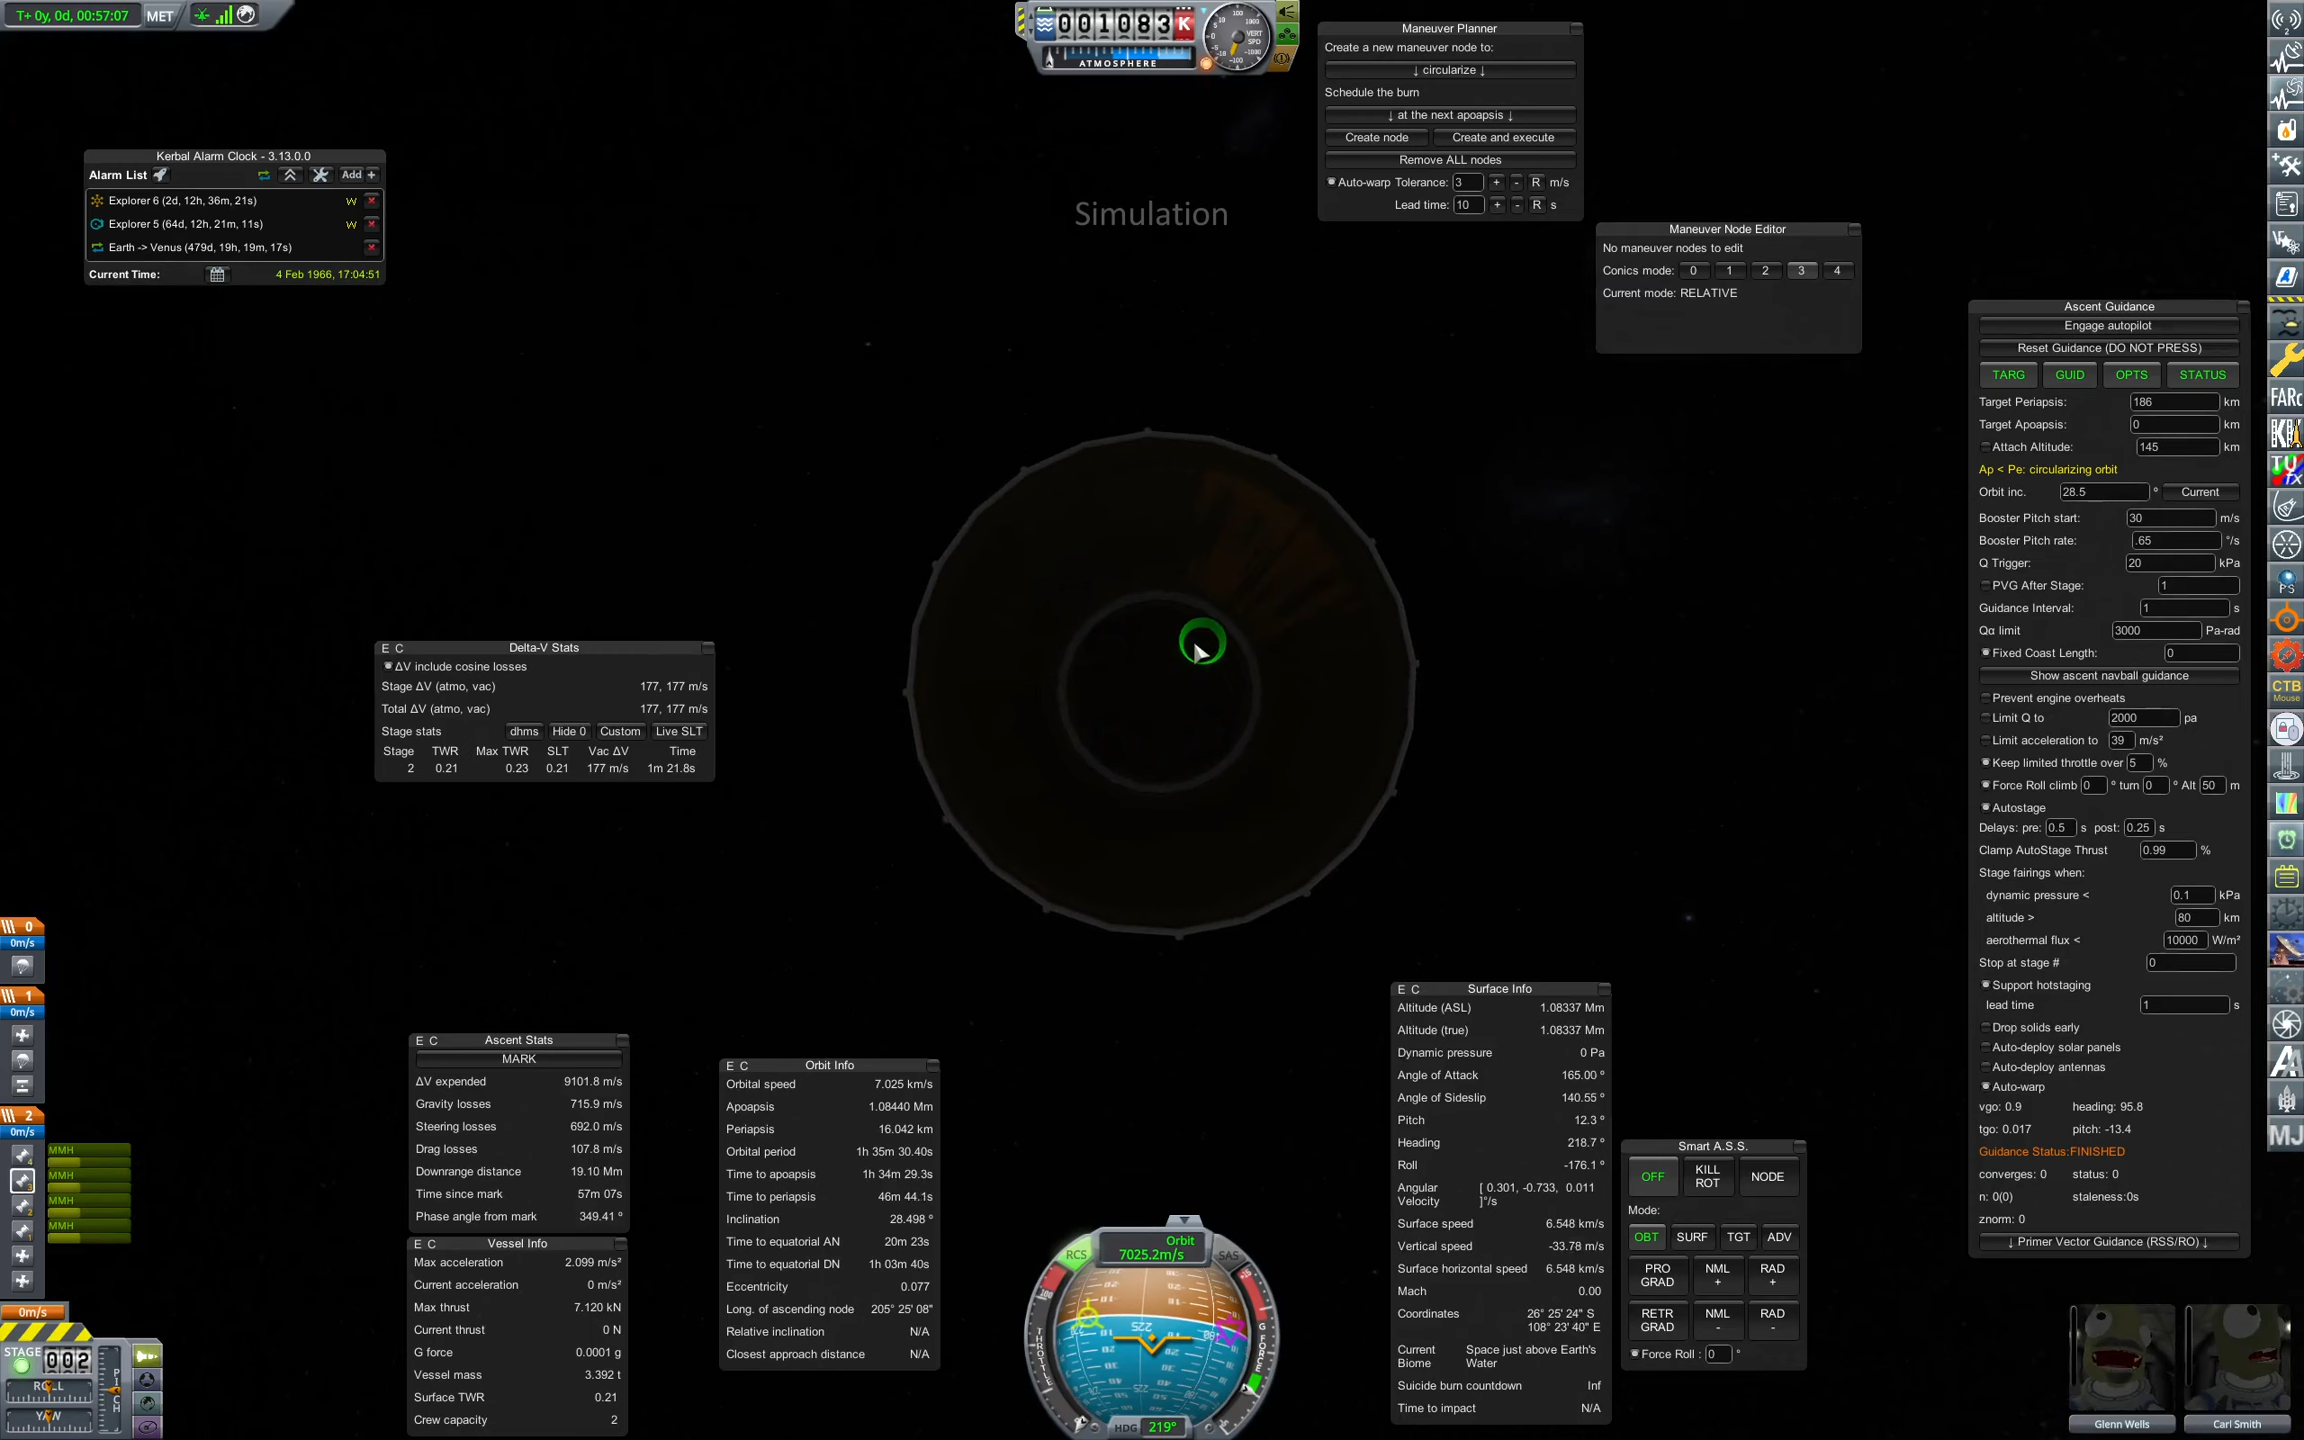 T+ 0y, 0d, 00:57:07 MET
001083 K
VERT SPD
ATMOSPHERE
Simulation
Maneuver Planner
Create a new maneuver node to:
↓ circularize ↓
Schedule the burn
↓ at the next apoapsis ↓
Create node Create and execute
Remove ALL nodes
Auto-warp Tolerance: 3 + - R m/s
Lead time: 10 + - R s
Maneuver Node Editor
No maneuver nodes to edit
Conics mode: 0 1 2 3 4
Current mode: RELATIVE
Kerbal Alarm Clock - 3.13.0.0
Alarm List Add +
Explorer 6 (2d, 12h, 36m, 21s) W
Explorer 5 (64d, 12h, 21m, 11s) W
Earth -> Venus (479d, 19h, 19m, 17s)
Current Time: 4 Feb 1966, 17:04:51
Delta-V Stats
E C
ΔV include cosine losses
Stage ΔV (atmo, vac) 177, 177 m/s
Total ΔV (atmo, vac) 177, 177 m/s
Stage stats dhms Hide 0 Custom Live SLT
Stage TWR Max TWR SLT Vac ΔV Time
2 0.21 0.23 0.21 177 m/s 1m 21.8s
Ascent Guidance
Engage autopilot
Reset Guidance (DO NOT PRESS)
TARG GUID OPTS STATUS
Target Periapsis: 186 km
Target Apoapsis: 0 km
Attach Altitude: 145 km
Ap < Pe: circularizing orbit
Orbit inc. 28.5 º Current
Booster Pitch start: 30 m/s
Booster Pitch rate: .65 °/s
Q Trigger: 20 kPa
PVG After Stage: 1
Guidance Interval: 1 s
Qα limit 3000 Pa-rad
Fixed Coast Length: 0
Show ascent navball guidance
Prevent engine overheats
Limit Q to 2000 pa
Limit acceleration to 39 m/s²
Keep limited throttle over 5 %
Force Roll climb 0 º turn 0 º Alt 50 m
Autostage
Delays: pre: 0.5 s post: 0.25 s
Clamp AutoStage Thrust 0.99 %
Stage fairings when:
dynamic pressure < 0.1 kPa
altitude > 80 km
aerothermal flux < 10000 W/m²
Stop at stage # 0
Support hotstaging
lead time 1 s
Drop solids early
Auto-deploy solar panels
Auto-deploy antennas
Auto-warp
vgo: 0.9 heading: 95.8
tgo: 0.017 pitch: -13.4
Guidance Status:FINISHED
converges: 0 status: 0
n: 0(0) staleness:0s
znorm: 0
↓ Primer Vector Guidance (RSS/RO) ↓
0
0m/s
1
0m/s
2
0m/s
MMH
MMH
MMH
MMH
0m/s
STAGE 002
ROLL
YAW
PITCH
E C Ascent Stats
MARK
ΔV expended 9101.8 m/s
Gravity losses 715.9 m/s
Steering losses 692.0 m/s
Drag losses 107.8 m/s
Downrange distance 19.10 Mm
Time since mark 57m 07s
Phase angle from mark 349.41 º
E C Vessel Info
Max acceleration 2.099 m/s²
Current acceleration 0 m/s²
Max thrust 7.120 kN
Current thrust 0 N
G force 0.0001 g
Vessel mass 3.392 t
Surface TWR 0.21
Crew capacity 2
E C Orbit Info
Orbital speed 7.025 km/s
Apoapsis 1.08440 Mm
Periapsis 16.042 km
Orbital period 1h 35m 30.40s
Time to apoapsis 1h 34m 29.3s
Time to periapsis 46m 44.1s
Inclination 28.498 º
Time to equatorial AN 20m 23s
Time to equatorial DN 1h 03m 40s
Eccentricity 0.077
Long. of ascending node 205° 25' 08"
Relative inclination N/A
Closest approach distance N/A
Orbit
7025.2m/s
RCS SAS
THROTTLE
G FORCE
225
HDG 219°
E C Surface Info
Altitude (ASL) 1.08337 Mm
Altitude (true) 1.08337 Mm
Dynamic pressure 0 Pa
Angle of Attack 165.00 º
Angle of Sideslip 140.55 º
Pitch 12.3 º
Heading 218.7 º
Roll -176.1 º
Angular Velocity [ 0.301, -0.733, 0.011 ]°/s
Surface speed 6.548 km/s
Vertical speed -33.78 m/s
Surface horizontal speed 6.548 km/s
Mach 0.00
Coordinates 26° 25' 24" S
108° 23' 40" E
Current Biome Space just above Earth's Water
Suicide burn countdown Inf
Time to impact N/A
Smart A.S.S.
OFF KILL ROT NODE
Mode:
OBT SURF TGT ADV
PRO GRAD NML + RAD +
RETR GRAD NML - RAD -
Force Roll : 0 °
Glenn Wells Carl Smith
FARc
PS
CTB
Mouse
MJ